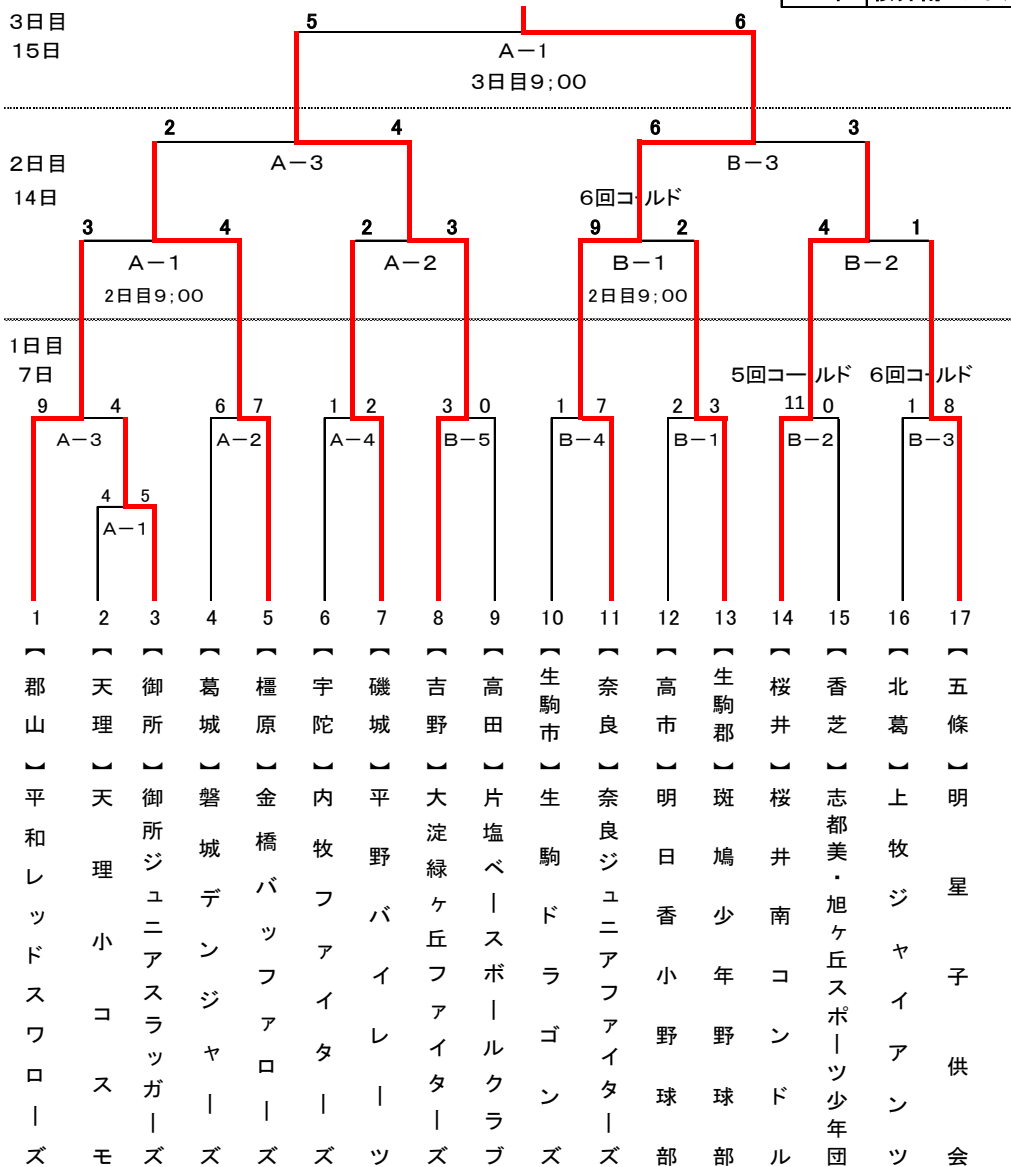 3日目
5
6
15日
A-1
3日目9;00
2
4
6
3
2日目
A-3
B-3
14日
6回コールド
3
4
2
3
9
2
4
1
A-1
A-2
B-1
B-2
2日目9;00
2日目9;00
1日目
7日
5回コールド
6回コールド
9
4
6
7
1
2
3
0
1
7
2
3
11
0
1
8
A-3
A-2
A-4
B-5
B-4
B-1
B-2
B-3
4
5
A-1
1
2
3
4
5
6
7
8
9
10
11
12
13
14
15
16
17
【郡山】平和レッドスワローズ
【天理】天理小コスモ
【御所】御所ジュニアスラッガーズ
【葛城】磐城デンジャーズ
【橿原】金橋バッファローズ
【宇陀】内牧ファイターズ
【磯城】平野バイレーツ
【吉野】大淀緑ヶ丘ファイターズ
【高田】片塩ベースボールクラブ
【生駒市】生駒ドラゴンズ
【奈良】奈良ジュニアファイターズ
【高市】明日香小野球部
【生駒郡】斑鳩少年野球部
【桜井】桜井南コンドル
【香芝】志都美・旭ヶ丘スポーツ少年団
【北葛】上牧ジャイアンツ
【五條】明星子供会